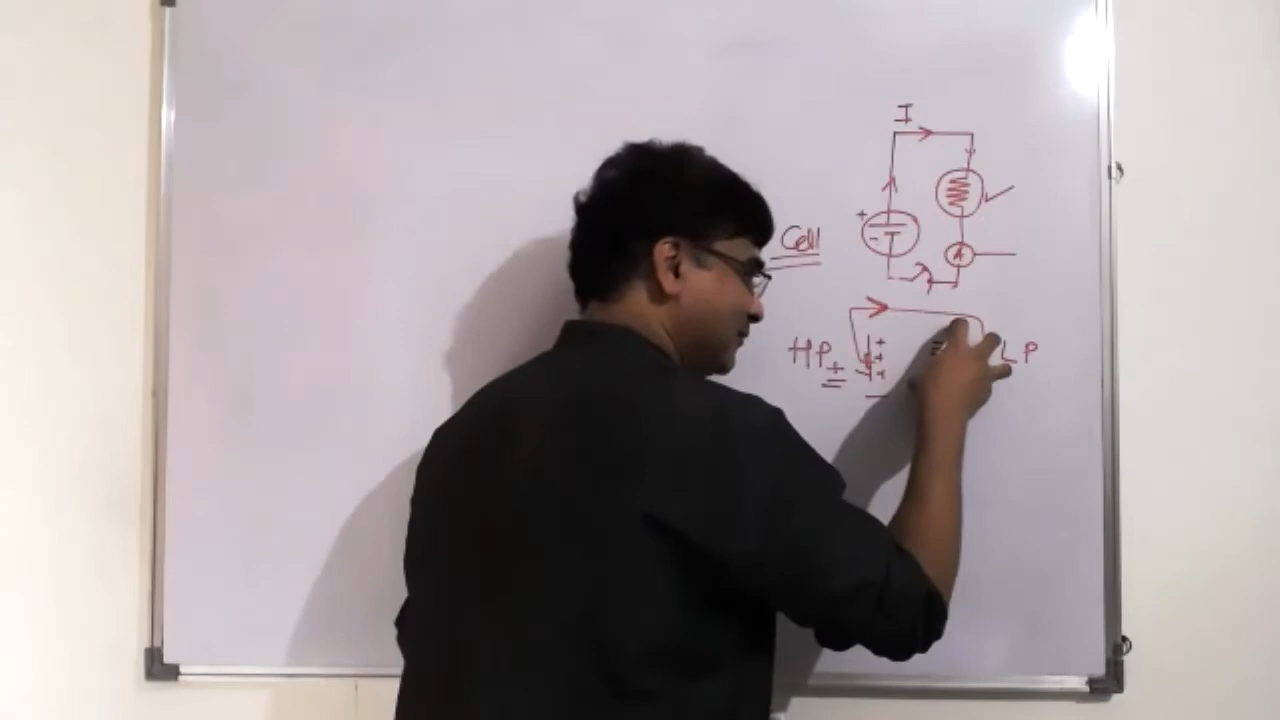 I
+
Cell
-
A
HP + + + + LP